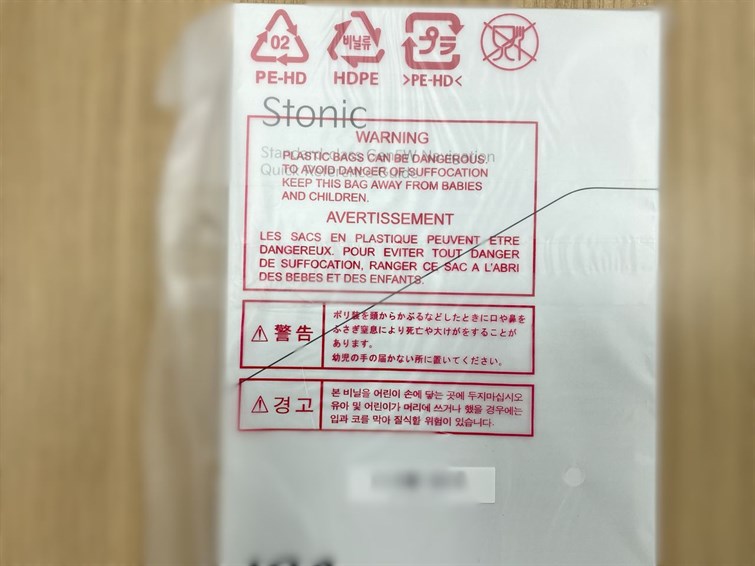 02
비닐류
プラ
PE-HD
HDPE
>PE-HD<
Stonic
WARNING
PLASTIC BAGS CAN BE DANGEROUS.
TO AVOID DANGER OF SUFFOCATION
KEEP THIS BAG AWAY FROM BABIES
AND CHILDREN.
Standard-class Gen5W Navigation
Quick Reference Guide
AVERTISSEMENT
LES SACS EN PLASTIQUE PEUVENT ETRE
DANGEREUX. POUR EVITER TOUT DANGER
DE SUFFOCATION, RANGER CE SAC A L'ABRI
DES BEBES ET DES ENFANTS.
⚠ 警告
ポリ袋を頭からかぶるなどしたときに口や鼻を
ふさぎ窒息により死亡や大けがをすることが
あります。
幼児の手の届かない所に置いてください。
⚠ 경고
본 비닐을 어린이 손에 닿는 곳에 두지마십시오
유아 및 어린이가 머리에 쓰거나 했을 경우에는
입과 코를 막아 질식할 위험이 있습니다.